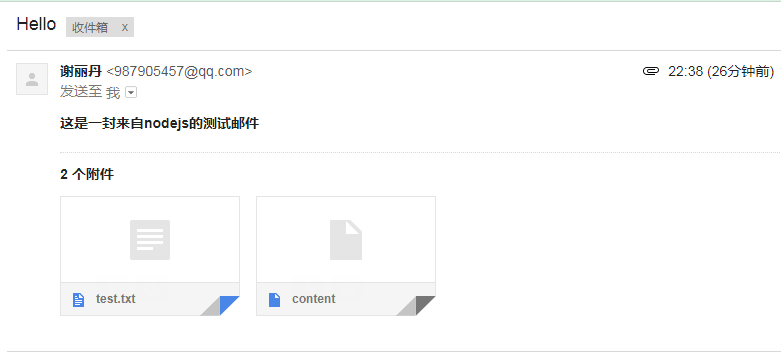 Hello 收件箱 x
谢丽丹 <987905457@qq.com> 22:38 (26分钟前)
发送至 我
这是一封来自nodejs的测试邮件
2 个附件
test.txt content